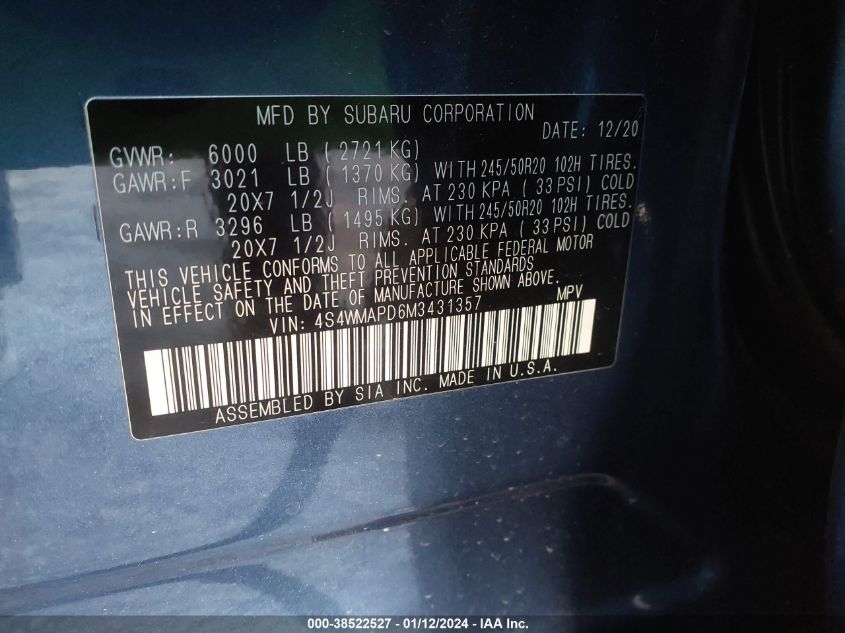 MFD BY SUBARU CORPORATION
DATE: 12/20
GVWR: 6000 LB ( 2721 KG)
GAWR:F 3021 LB ( 1370 KG) WITH 245/50R20 102H TIRES.
20X7 1/2J RIMS. AT 230 KPA ( 33 PSI) COLD
GAWR:R 3296 LB ( 1495 KG) WITH 245/50R20 102H TIRES.
20X7 1/2J RIMS. AT 230 KPA ( 33 PSI) COLD
THIS VEHICLE CONFORMS TO ALL APPLICABLE FEDERAL MOTOR
VEHICLE SAFETY AND THEFT PREVENTION STANDARDS
IN EFFECT ON THE DATE OF MANUFACTURE SHOWN ABOVE.
VIN: 4S4WMAPD6M3431357 MPV
ASSEMBLED BY SIA INC. MADE IN U.S.A.
000-38522527 - 01/12/2024 - IAA Inc.